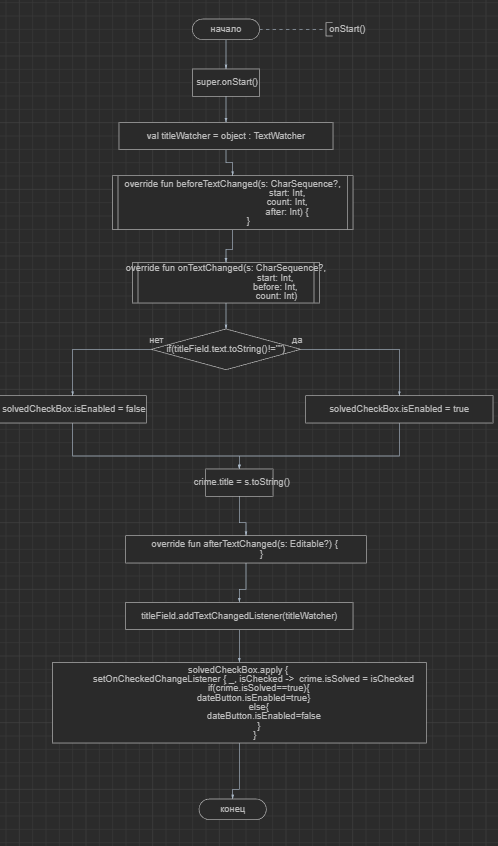 начало
onStart()
super.onStart()
val titleWatcher = object : TextWatcher
override fun beforeTextChanged(s: CharSequence?,
start: Int,
count: Int,
after: Int) {
}
override fun onTextChanged(s: CharSequence?,
start: Int,
before: Int,
count: Int)
нет
да
if(titleField.text.toString()!="")
solvedCheckBox.isEnabled = false
solvedCheckBox.isEnabled = true
crime.title = s.toString()
override fun afterTextChanged(s: Editable?) {
}
titleField.addTextChangedListener(titleWatcher)
solvedCheckBox.apply {
setOnCheckedChangeListener { _, isChecked -> crime.isSolved = isChecked
if(crime.isSolved==true){
dateButton.isEnabled=true}
else{
dateButton.isEnabled=false
}
}
конец